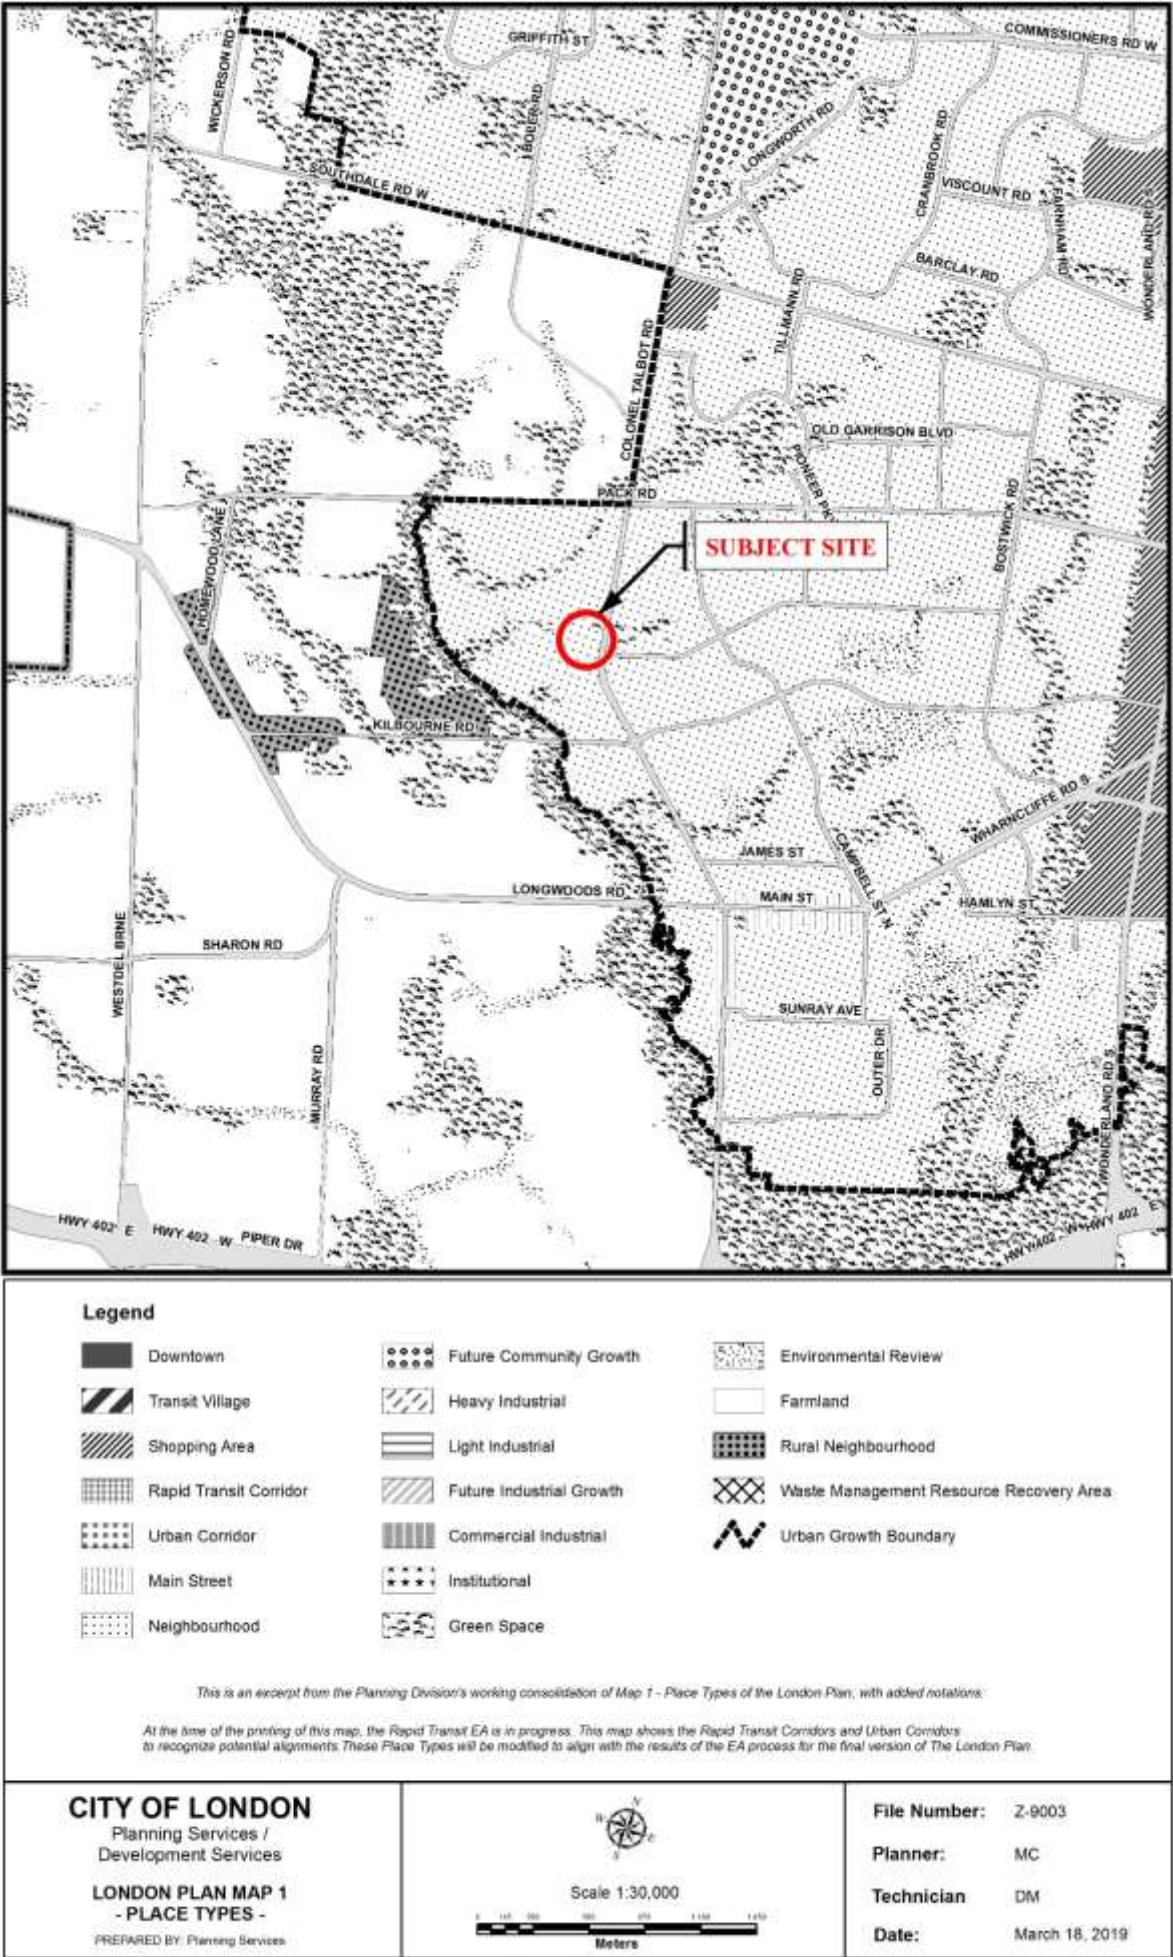 GRIFFITH ST
COMMISSIONERS RD W
WICKERSON RD
BOLER RD
LONGWORTH RD
CRANBROOK RD
SOUTHDALE RD W
VISCOUNT RD
FARNHAM RD
WONDERLAND RD S
BARCLAY RD
TILLMANN RD
COLONEL TALBOT RD
OLD GARRISON BLVD
PIONEER PK
PACK RD
BOSTWICK RD
HOMEWOOD LANE
SUBJECT SITE
KILBOURNE RD
WHARNCLIFFE RD S
JAMES ST
CAMPBELL ST N
LONGWOODS RD
MAIN ST
HAMLYN ST
WESTDEL BRNE
SHARON RD
SUNRAY AVE
OUTER DR
MURRAY RD
WONDERLAND RD S
HWY 402 E
HWY 402 W
PIPER DR
HWY 402 W
HWY 402 E
Legend
Downtown
Transit Village
Shopping Area
Rapid Transit Corridor
Urban Corridor
Main Street
Neighbourhood
Future Community Growth
Heavy Industrial
Light Industrial
Future Industrial Growth
Commercial Industrial
Institutional
Green Space
Environmental Review
Farmland
Rural Neighbourhood
Waste Management Resource Recovery Area
Urban Growth Boundary
This is an excerpt from the Planning Division's working consolidation of Map 1 - Place Types of the London Plan, with added notations.
At the time of the printing of this map, the Rapid Transit EA is in progress. This map shows the Rapid Transit Corridors and Urban Corridors
to recognize potential alignments. These Place Types will be modified to align with the results of the EA process for the final version of The London Plan.
CITY OF LONDON
Planning Services /
Development Services
LONDON PLAN MAP 1
- PLACE TYPES -
PREPARED BY: Planning Services
N
W
E
S
Scale 1:30,000
Meters
File Number: Z-9003
Planner: MC
Technician DM
Date: March 18, 2019